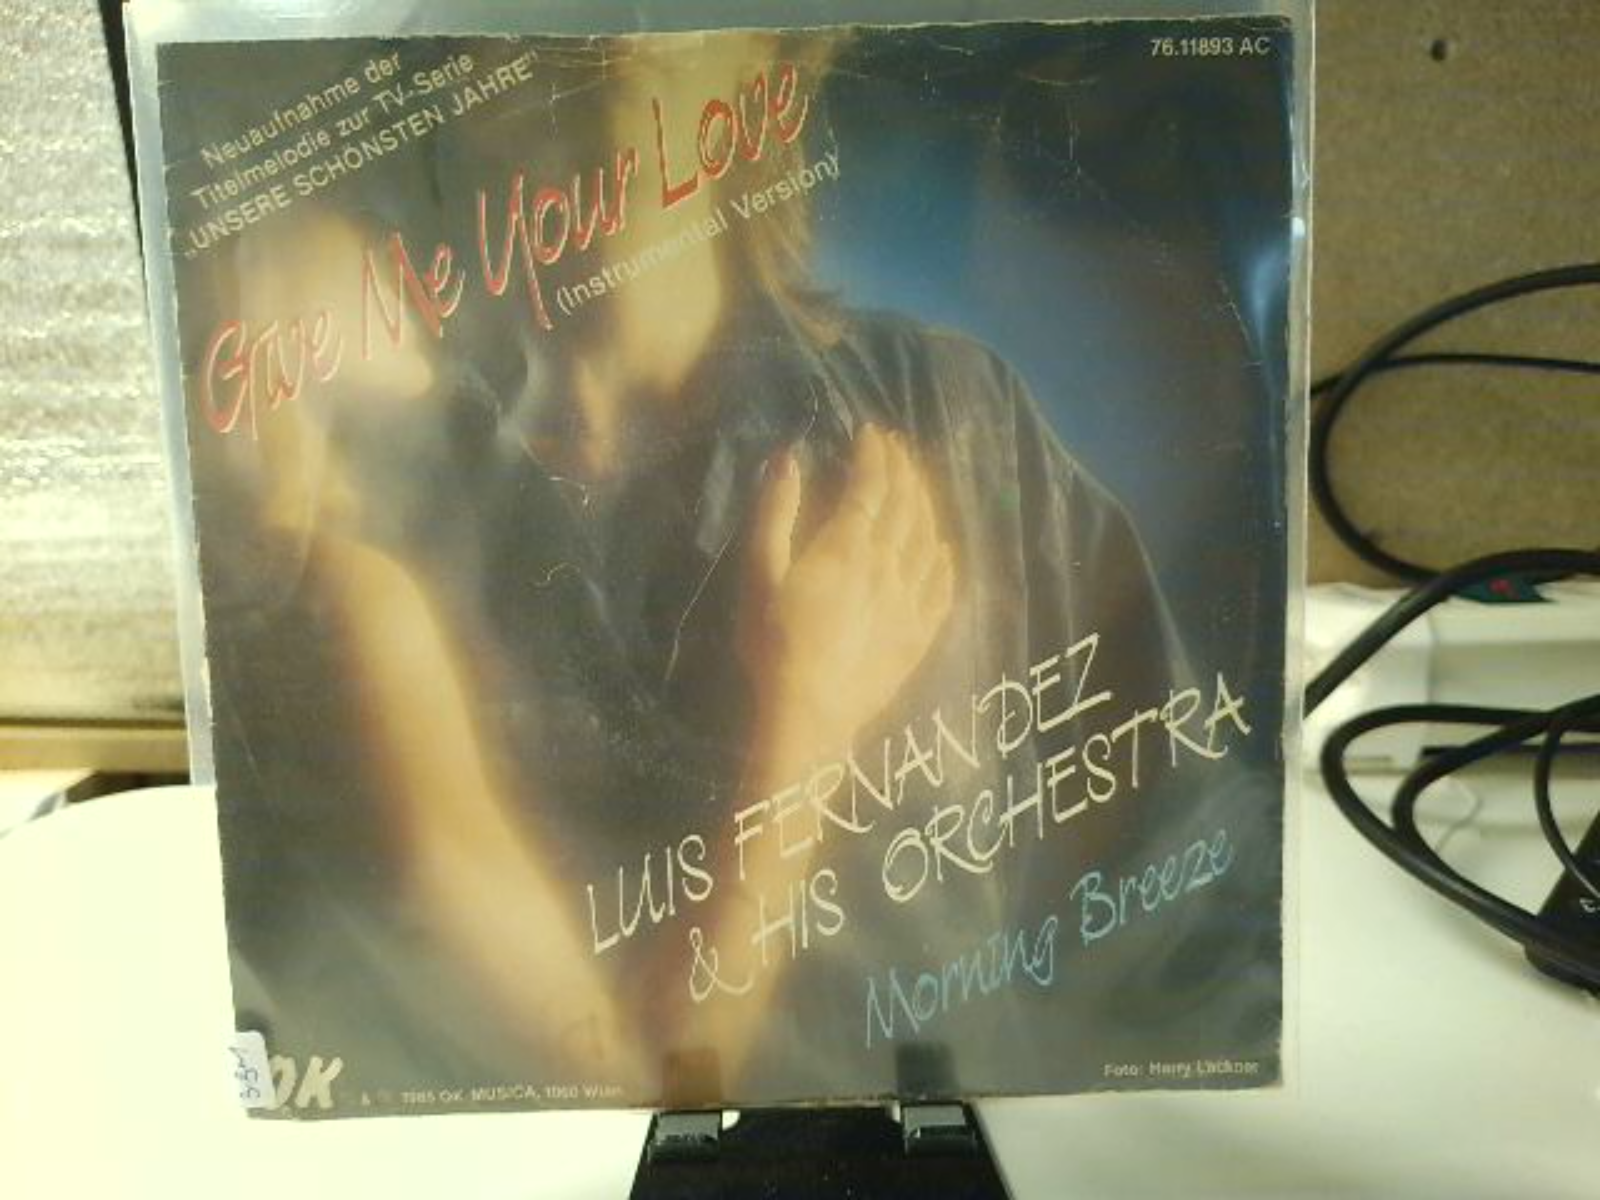 Neuaufnahme der
Titelmelodie zur TV-Serie
„UNSERE SCHÖNSTEN JAHRE"
76.11893 AC
Give Me Your Love
(Instrumental Version)
LUIS FERNANDEZ
& HIS ORCHESTRA
Morning Breeze
OK
& ℗ 1985 OK MUSICA, 1060 Wien
Foto: Harry Lackner